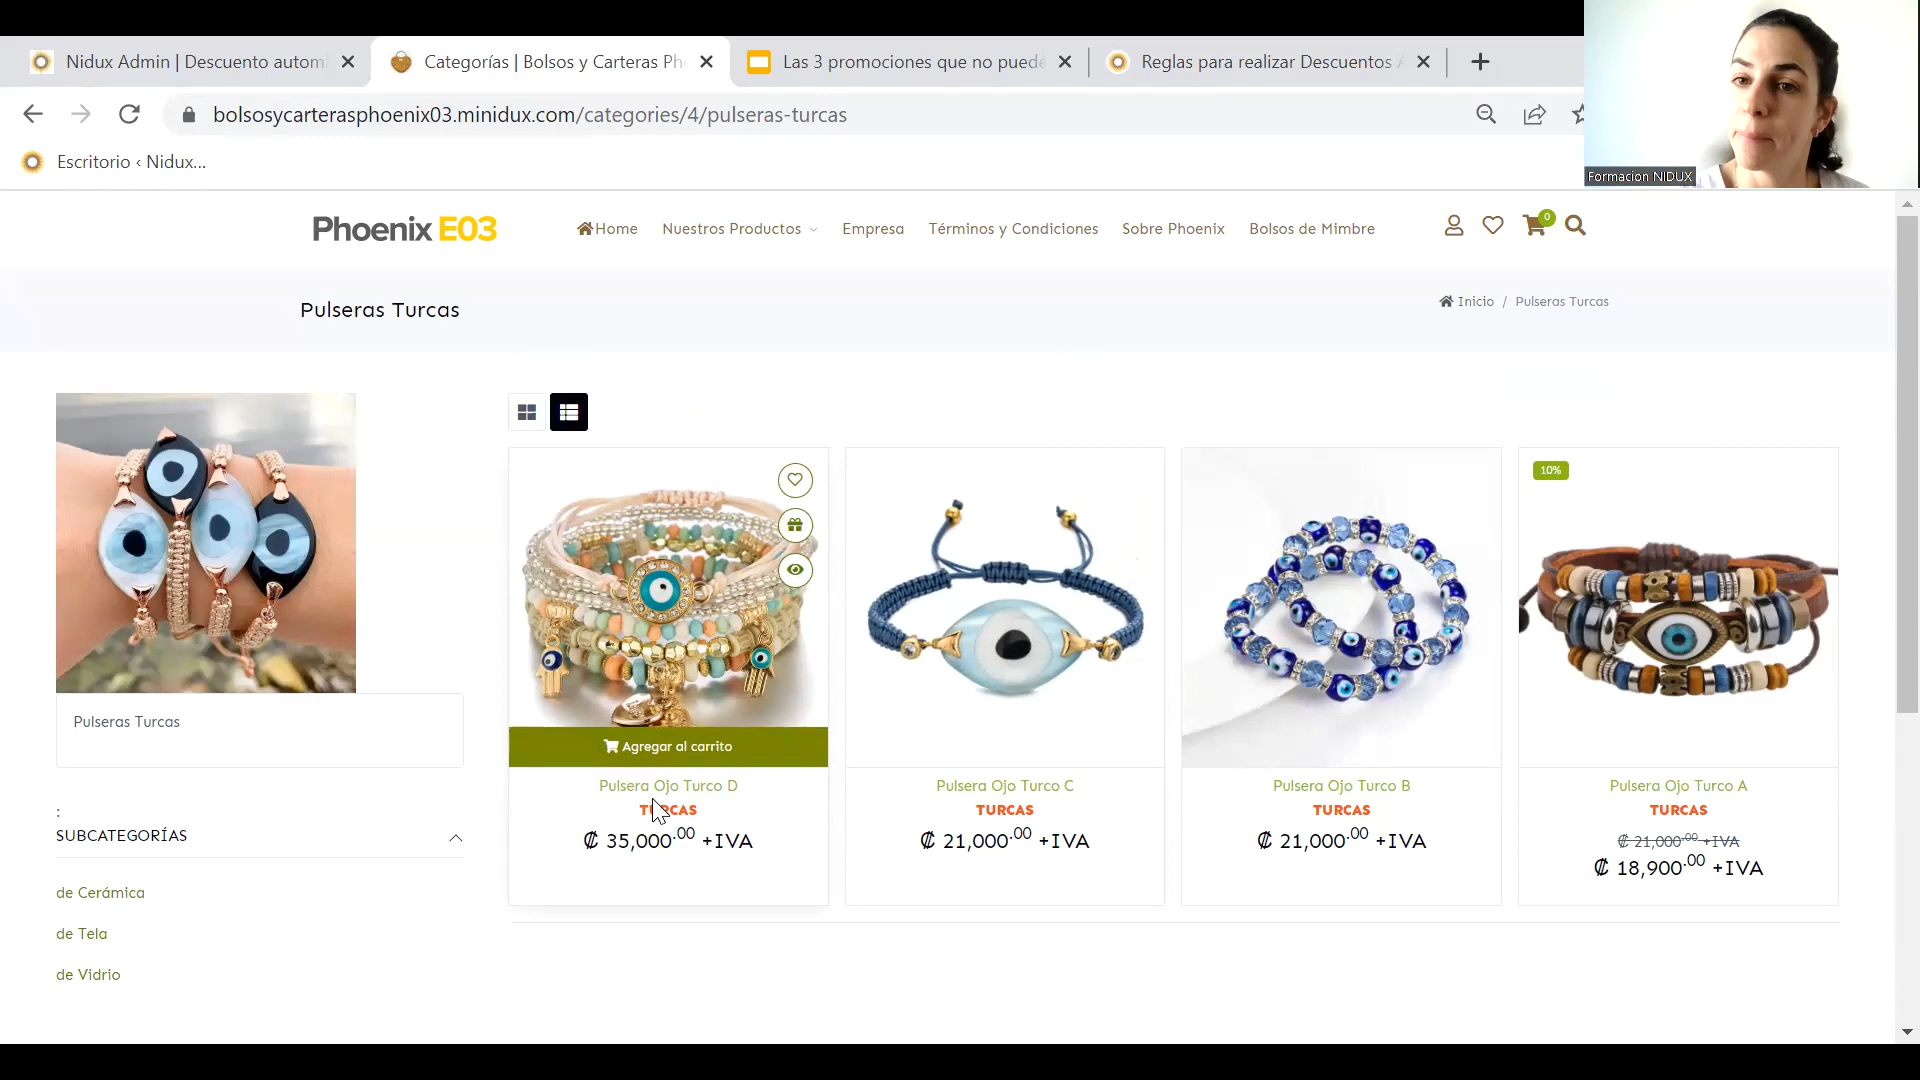 Nidux Admin | Descuento autom
Categorías | Bolsos y Carteras Ph
Las 3 promociones que no puede
Reglas para realizar Descuentos A
bolsosycarterasphoenix03.minidux.com/categories/4/pulseras-turcas
Escritorio ‹ Nidux...
Formacion NIDUX
Phoenix E03
Home
Nuestros Productos
Empresa
Términos y Condiciones
Sobre Phoenix
Bolsos de Mimbre
0
Pulseras Turcas
Inicio / Pulseras Turcas
10%
Pulseras Turcas
Agregar al carrito
Pulsera Ojo Turco D
TURCAS
₡ 35,000.00 +IVA
Pulsera Ojo Turco C
TURCAS
₡ 21,000.00 +IVA
Pulsera Ojo Turco B
TURCAS
₡ 21,000.00 +IVA
Pulsera Ojo Turco A
TURCAS
₡ 21,000.00 +IVA
₡ 18,900.00 +IVA
:
SUBCATEGORÍAS
de Cerámica
de Tela
de Vidrio